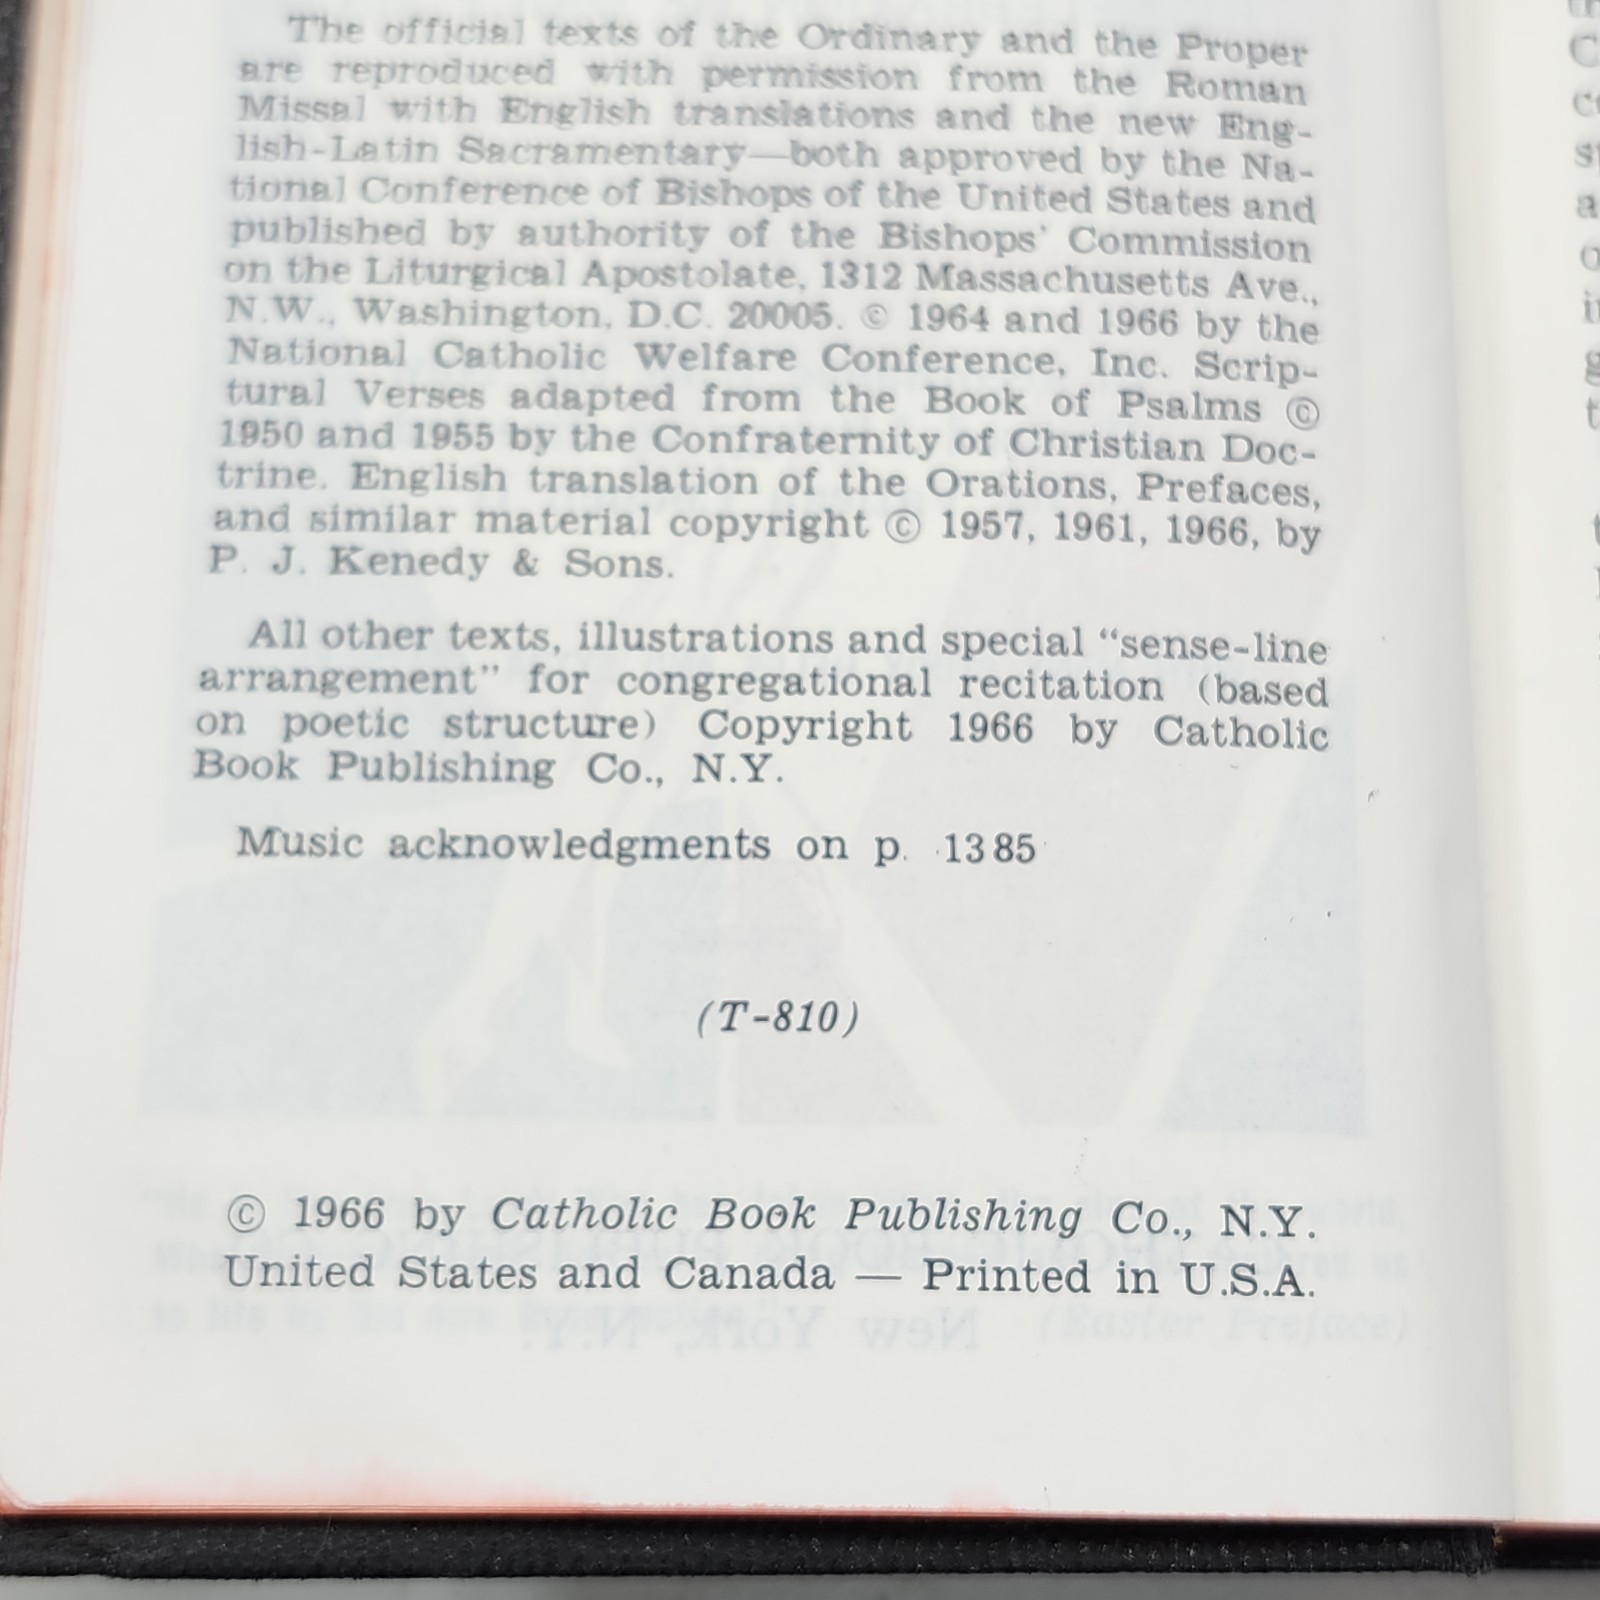 The official texts of the Ordinary and the Proper
are reproduced with permission from the Roman
Missal with English translations and the new Eng-
lish-Latin Sacramentary—both approved by the Na-
tional Conference of Bishops of the United States and
published by authority of the Bishops' Commission
on the Liturgical Apostolate, 1312 Massachusetts Ave.,
N.W., Washington, D.C. 20005. © 1964 and 1966 by the
National Catholic Welfare Conference, Inc. Scrip-
tural Verses adapted from the Book of Psalms ©
1950 and 1955 by the Confraternity of Christian Doc-
trine. English translation of the Orations, Prefaces,
and similar material copyright © 1957, 1961, 1966, by
P. J. Kenedy & Sons.
All other texts, illustrations and special “sense-line
arrangement” for congregational recitation (based
on poetic structure) Copyright 1966 by Catholic
Book Publishing Co., N.Y.
Music acknowledgments on p. 1385
(T-810)
© 1966 by Catholic Book Publishing Co., N.Y.
United States and Canada — Printed in U.S.A.
New York, N.Y.
(Easter Preface)